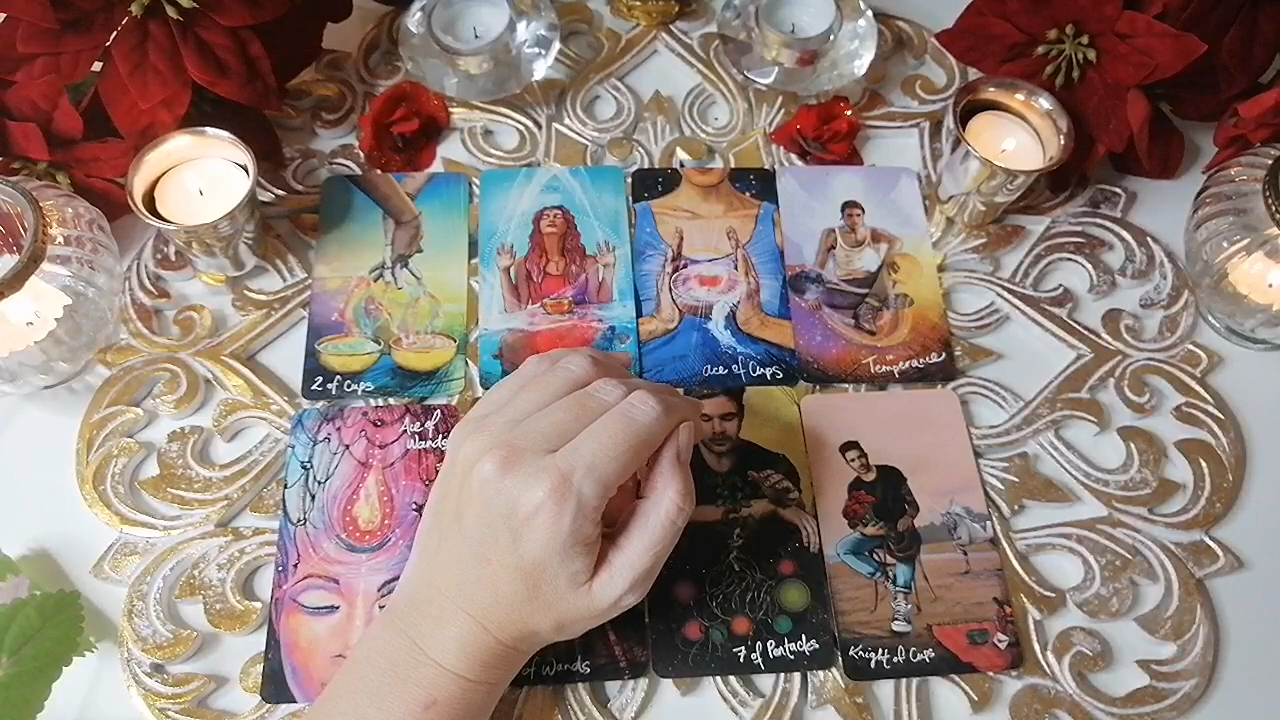 2 of Cups
ace of Cups
Temperance
Ace of
Wands
of Wands
7 of Pentacles
Knight of Cups